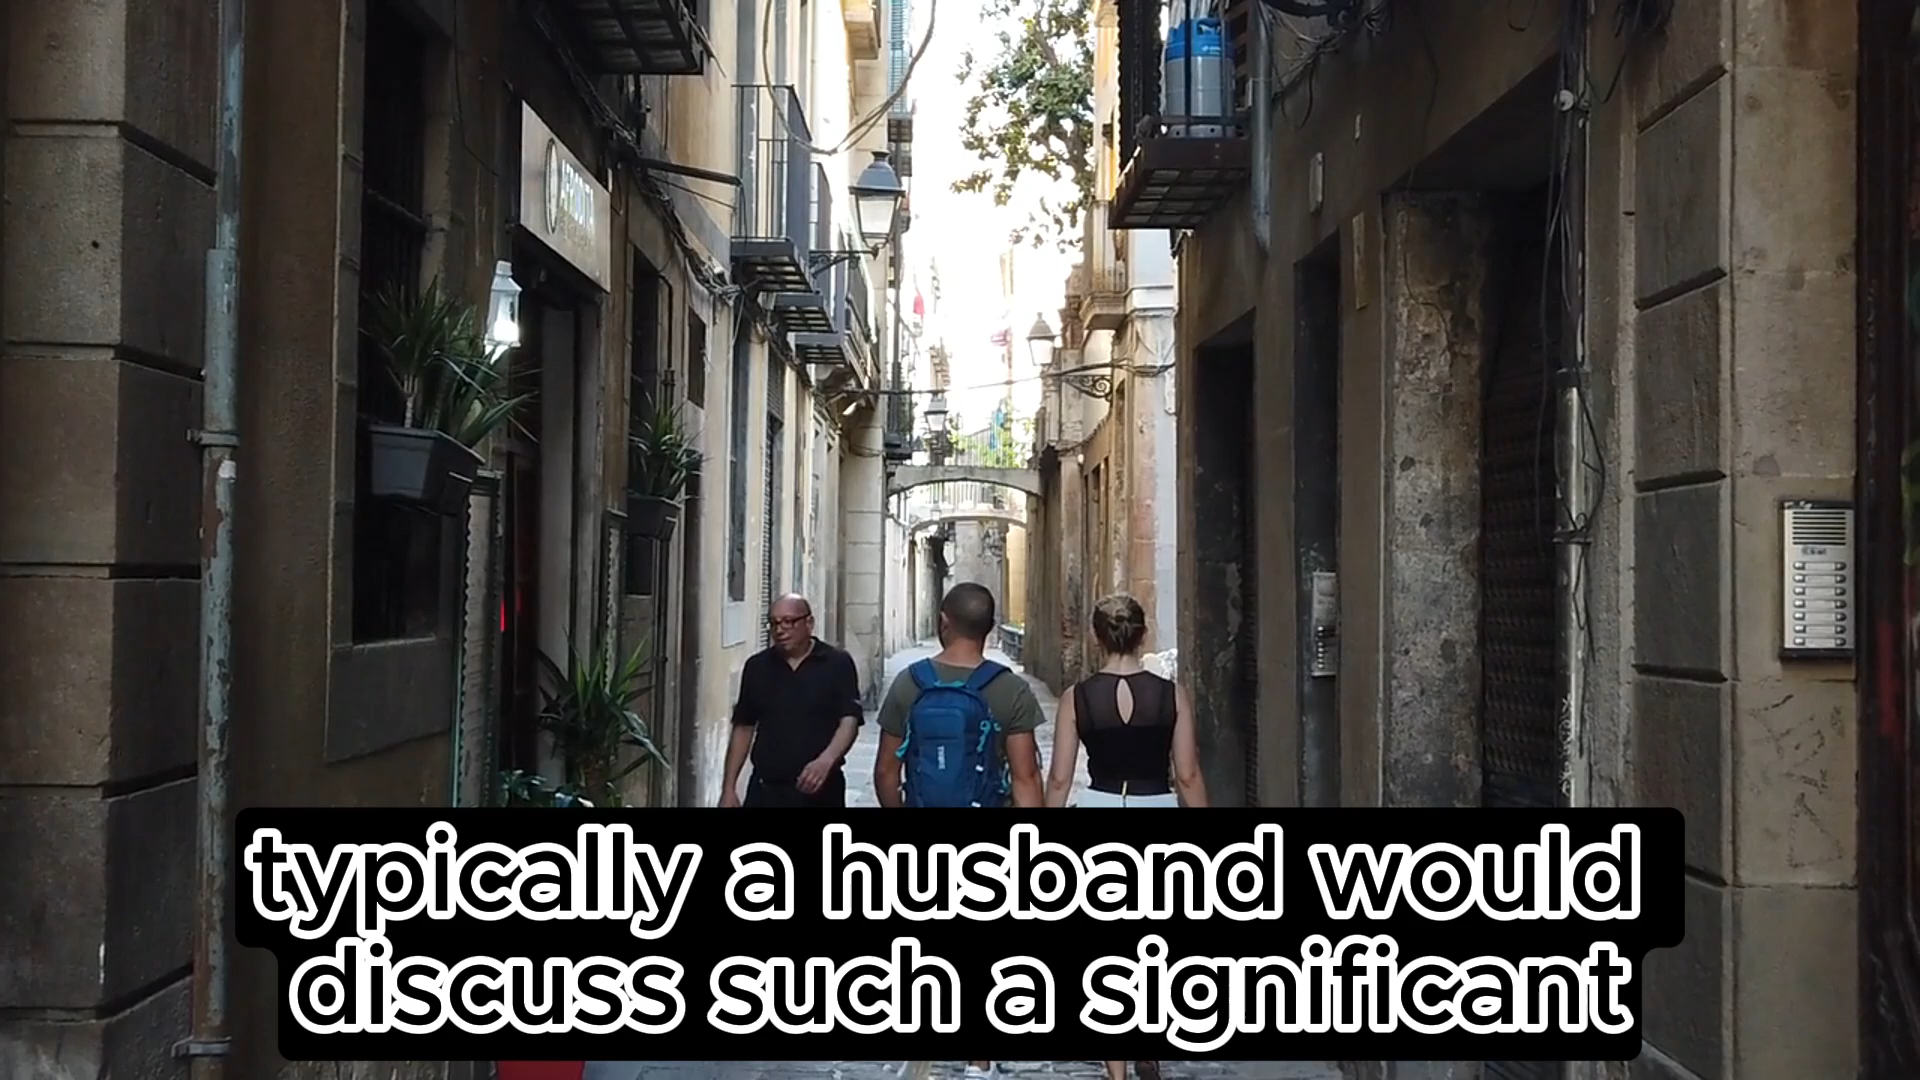 typically a husband would
discuss such a significant